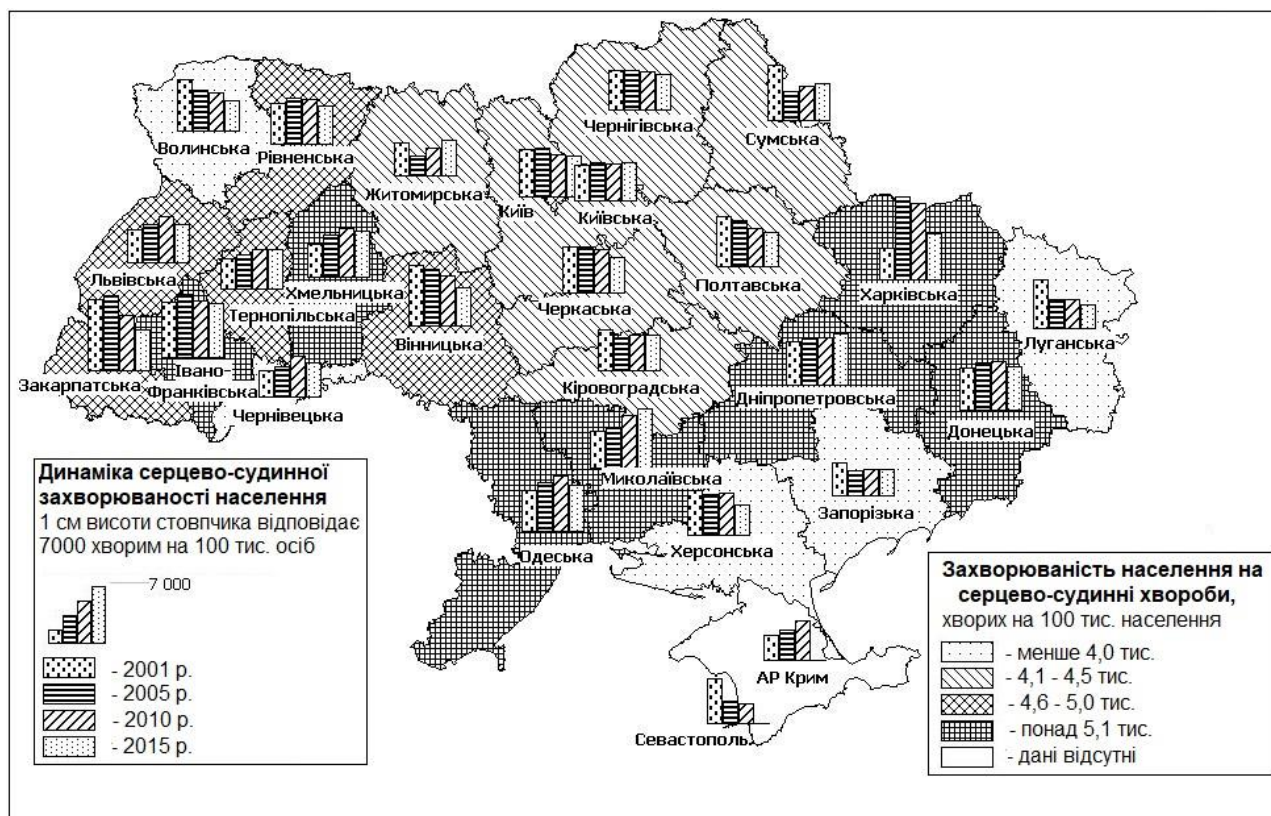 Чернігівська
Сумська
Волинська
Рівненська
Житомирська
Київ
Київська
Львівська
Хмельницька
Тернопільська
Вінницька
Черкаська
Полтавська
Харківська
Луганська
Закарпатська
Івано-
Франківська
Чернівецька
Кіровоградська
Дніпропетровська
Донецька
Миколаївська
Запорізька
Одеська
Херсонська
АР Крим
Севастополь
Динаміка серцево-судинної
захворюваності населення
1 см висоти стовпчика відповідає
7000 хворим на 100 тис. осіб
7 000
- 2001 р.
- 2005 р.
- 2010 р.
- 2015 р.
Захворюваність населення на
серцево-судинні хвороби,
хворих на 100 тис. населення
- менше 4,0 тис.
- 4,1 - 4,5 тис.
- 4,6 - 5,0 тис.
- понад 5,1 тис.
- дані відсутні